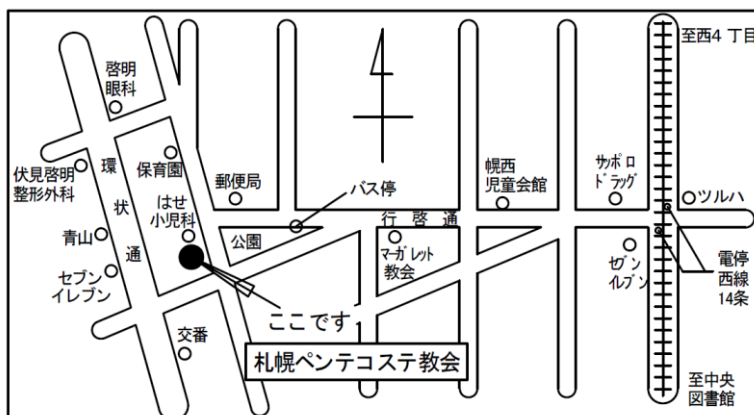 至西4 丁目
啓明
眼科
環状通
伏見啓明
整形外科
保育園
はせ
小児科
郵便局
バス停
幌西
児童会館
サッポロ
ドラッグ
ツルハ
行啓通
青山
公園
マーガレット
教会
セブン
イレブン
セブン
イレブン
電停
西線
14条
ここです
交番
札幌ペンテコステ教会
至中央
図書館